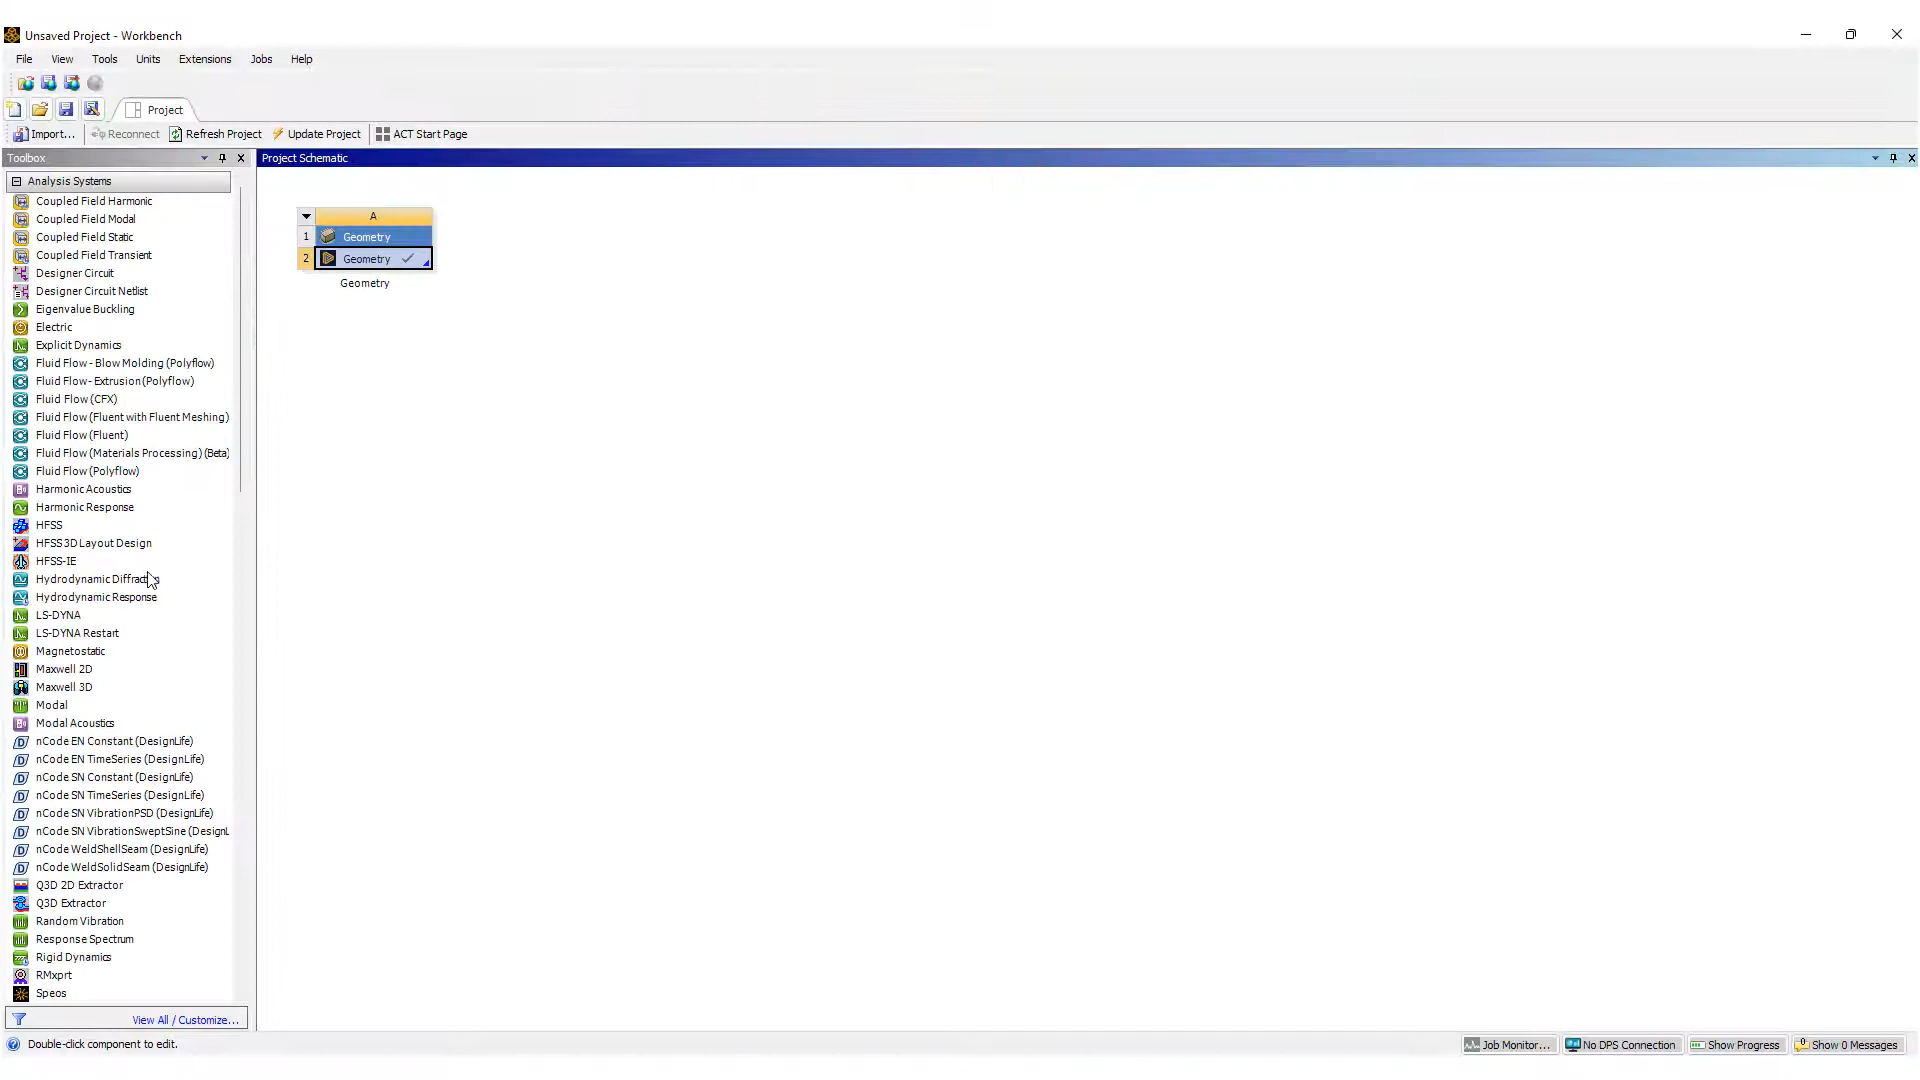 Unsaved Project - Workbench
File View Tools Units Extensions Jobs Help
Project
Import... Reconnect Refresh Project Update Project ACT Start Page
Toolbox
Project Schematic
Analysis Systems
Coupled Field Harmonic
Coupled Field Modal
Coupled Field Static
Coupled Field Transient
Designer Circuit
Designer Circuit Netlist
Eigenvalue Buckling
Electric
Explicit Dynamics
Fluid Flow - Blow Molding (Polyflow)
Fluid Flow - Extrusion (Polyflow)
Fluid Flow (CFX)
Fluid Flow (Fluent with Fluent Meshing)
Fluid Flow (Fluent)
Fluid Flow (Materials Processing) (Beta)
Fluid Flow (Polyflow)
Harmonic Acoustics
Harmonic Response
HFSS
HFSS 3D Layout Design
HFSS-IE
Hydrodynamic
Hydrodynamic Response
LS-DYNA
LS-DYNA Restart
Magnetostatic
Maxwell 2D
Maxwell 3D
Modal
Modal Acoustics
nCode EN Constant (DesignLife)
nCode EN TimeSeries (DesignLife)
nCode SN Constant (DesignLife)
nCode SN TimeSeries (DesignLife)
nCode SN VibrationPSD (DesignLife)
nCode SN VibrationSweptSine (DesignL
nCode WeldShellSeam (DesignLife)
nCode WeldSolidSeam (DesignLife)
Q3D 2D Extractor
Q3D Extractor
Random Vibration
Response Spectrum
Rigid Dynamics
RMxprt
Speos
View All / Customize...
A
1 Geometry
2 Geometry
Geometry
Double-click component to edit.
Job Monitor... No DPS Connection Show Progress Show 0 Messages